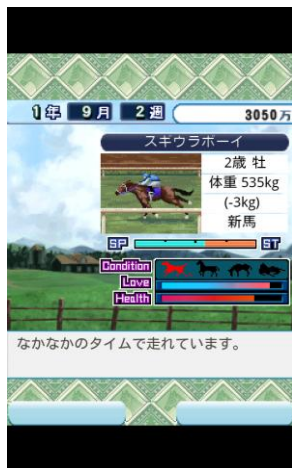 1年 9月 2週 3050万
スギウラボーイ
2歳 牡
体重 535kg
(-3kg)
新馬
SP ST
Condition
Love
Health
なかなかのタイムで走れています。